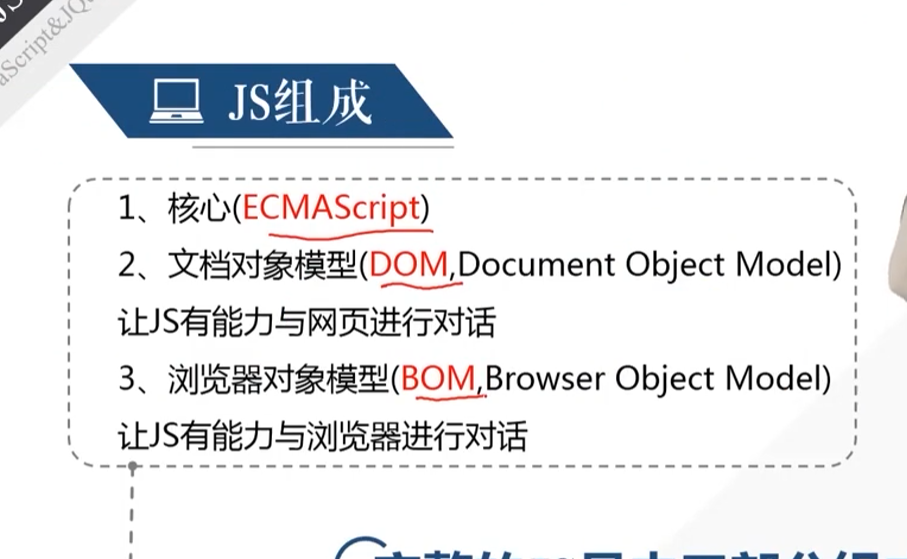 JS组成
1、核心(ECMAScript)
2、文档对象模型(DOM,Document Object Model)
让JS有能力与网页进行对话
3、浏览器对象模型(BOM,Browser Object Model)
让JS有能力与浏览器进行对话